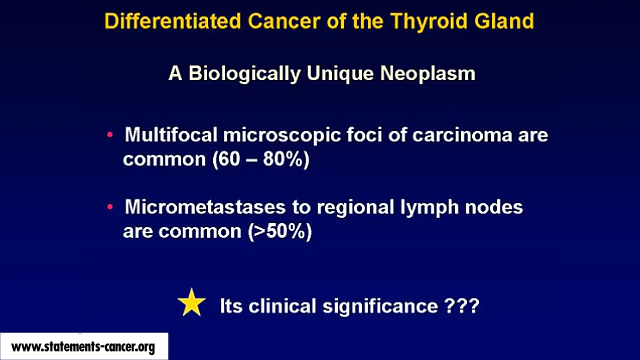 Differentiated Cancer of the Thyroid Gland
A Biologically Unique Neoplasm
• Multifocal microscopic foci of carcinoma are
common (60 – 80%)
• Micrometastases to regional lymph nodes
are common (>50%)
Its clinical significance ???
www.statements-cancer.org